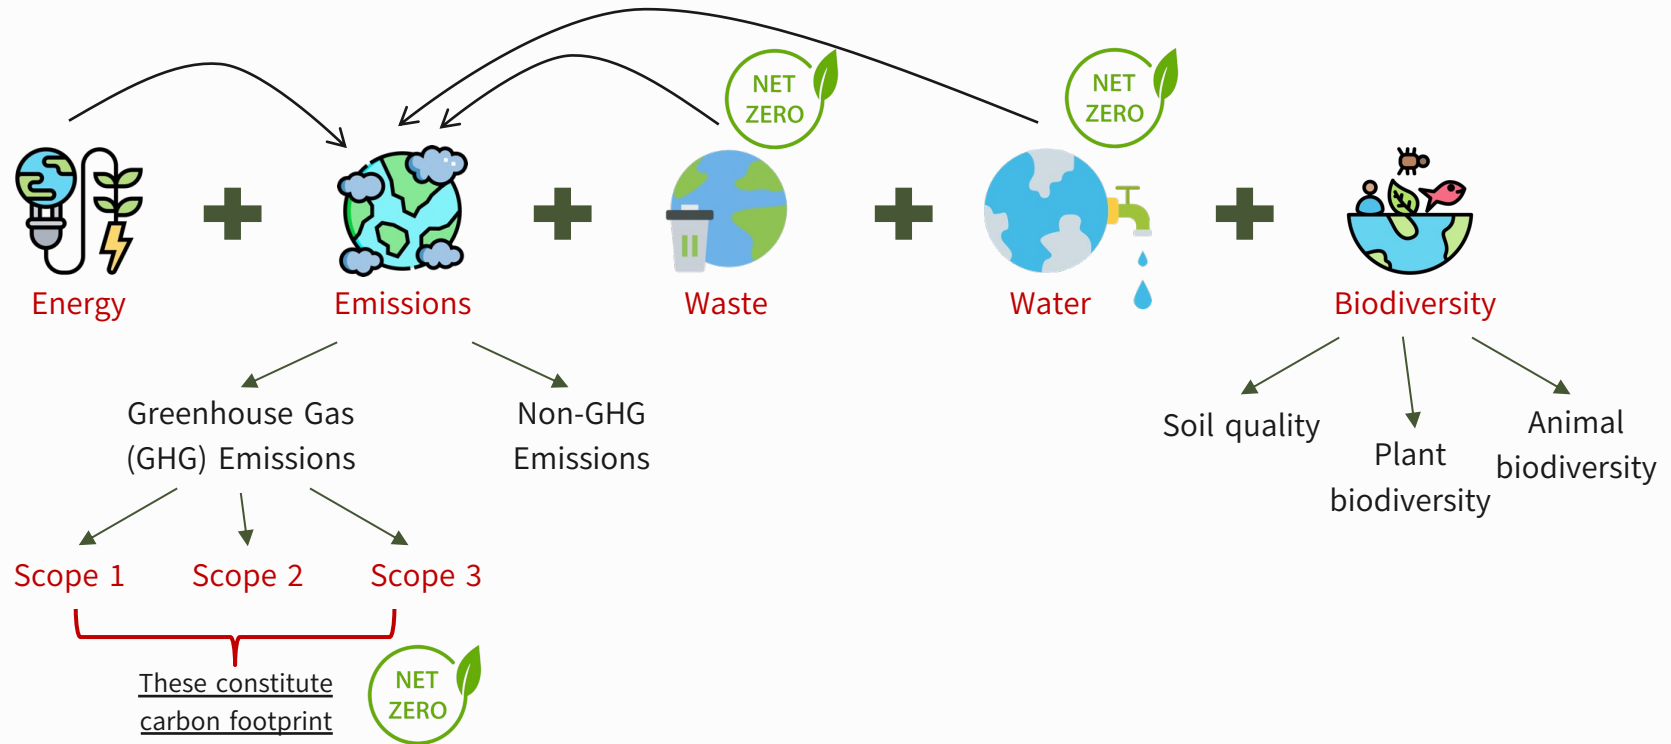 NET
ZERO
NET
ZERO
Energy
Emissions
Waste
Water
Biodiversity
Greenhouse Gas
(GHG) Emissions
Non-GHG
Emissions
Soil quality
Plant
biodiversity
Animal
biodiversity
Scope 1
Scope 2
Scope 3
These constitute
carbon footprint
NET
ZERO